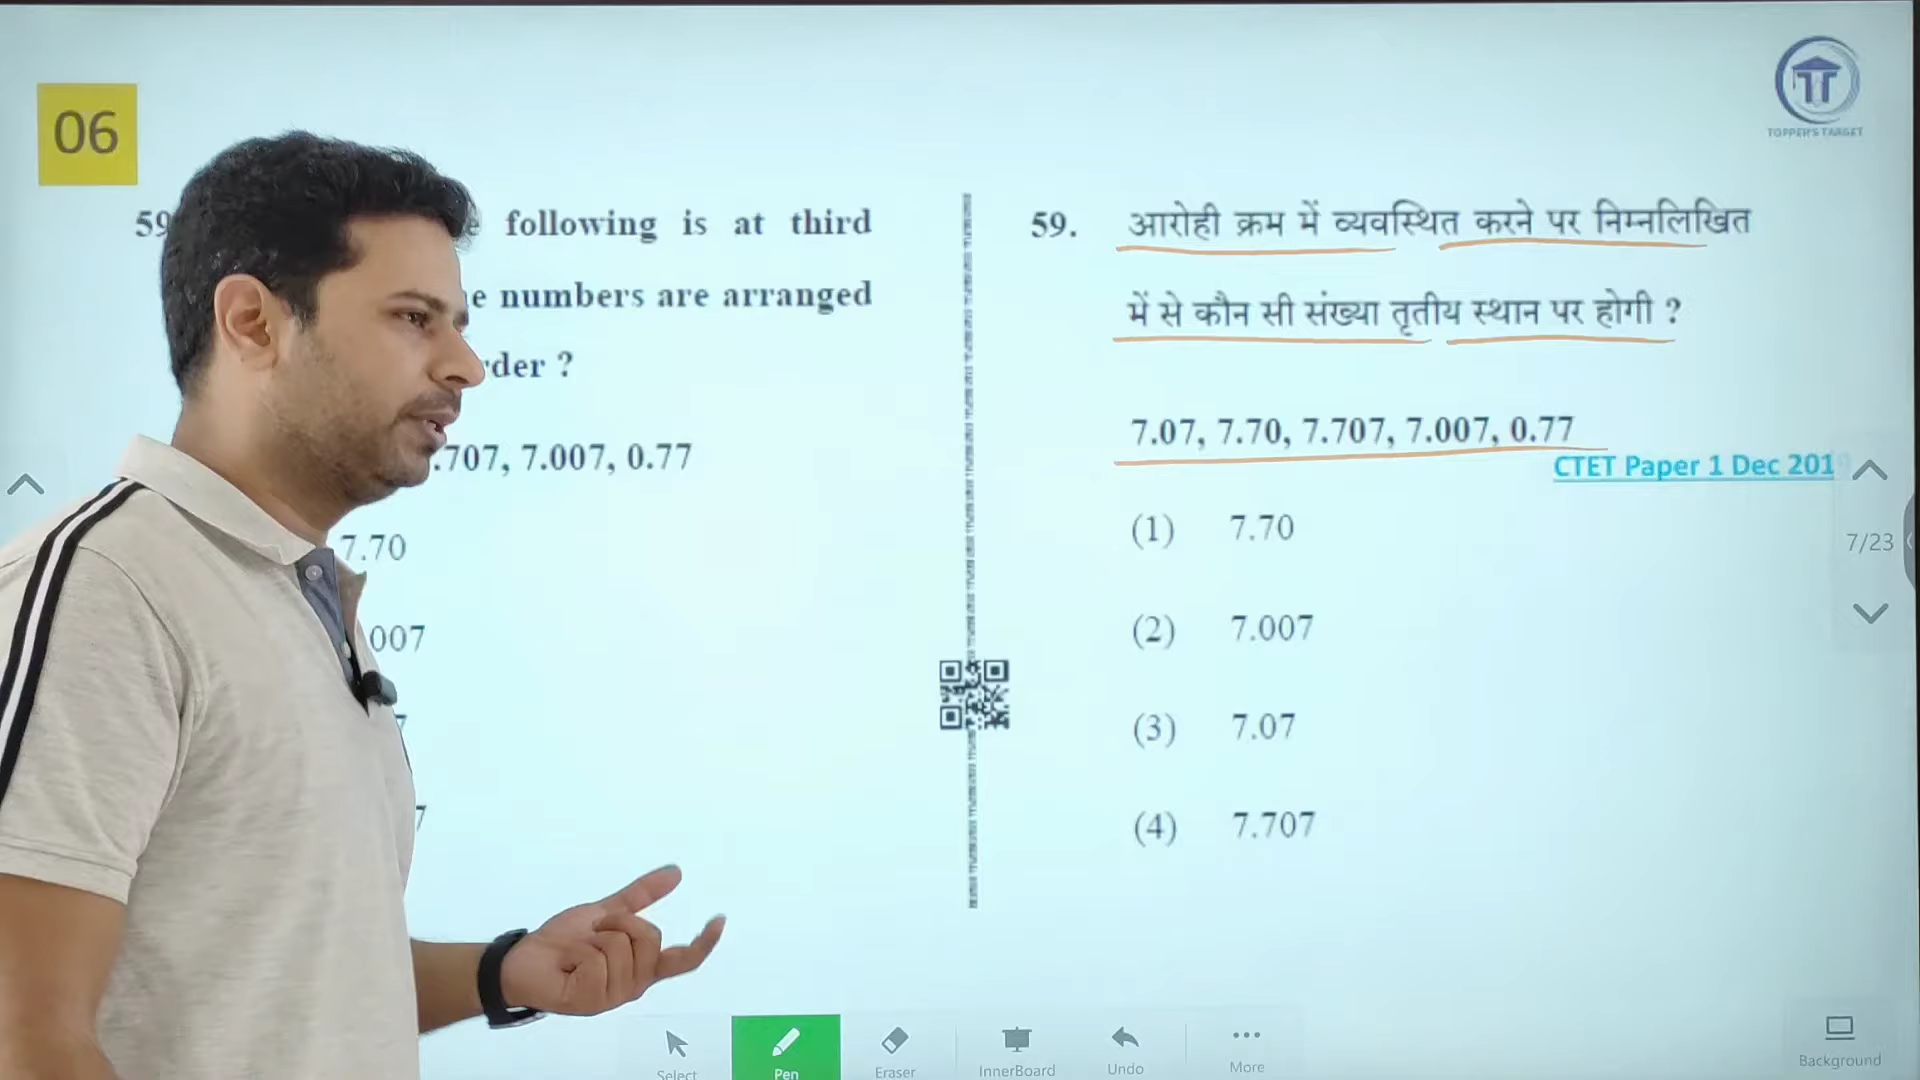 06
TOPPER'S TARGET
59
following is at third
numbers are arranged
?
.707, 7.007, 0.77
7.70
007
7
7
59. आरोही क्रम में व्यवस्थित करने पर निम्नलिखित
में से कौन सी संख्या तृतीय स्थान पर होगी ?
7.07, 7.70, 7.707, 7.007, 0.77
CTET Paper 1 Dec 201
(1) 7.70
(2) 7.007
(3) 7.07
(4) 7.707
7/23
Select
Pen
Eraser
InnerBoard
Undo
More
Background